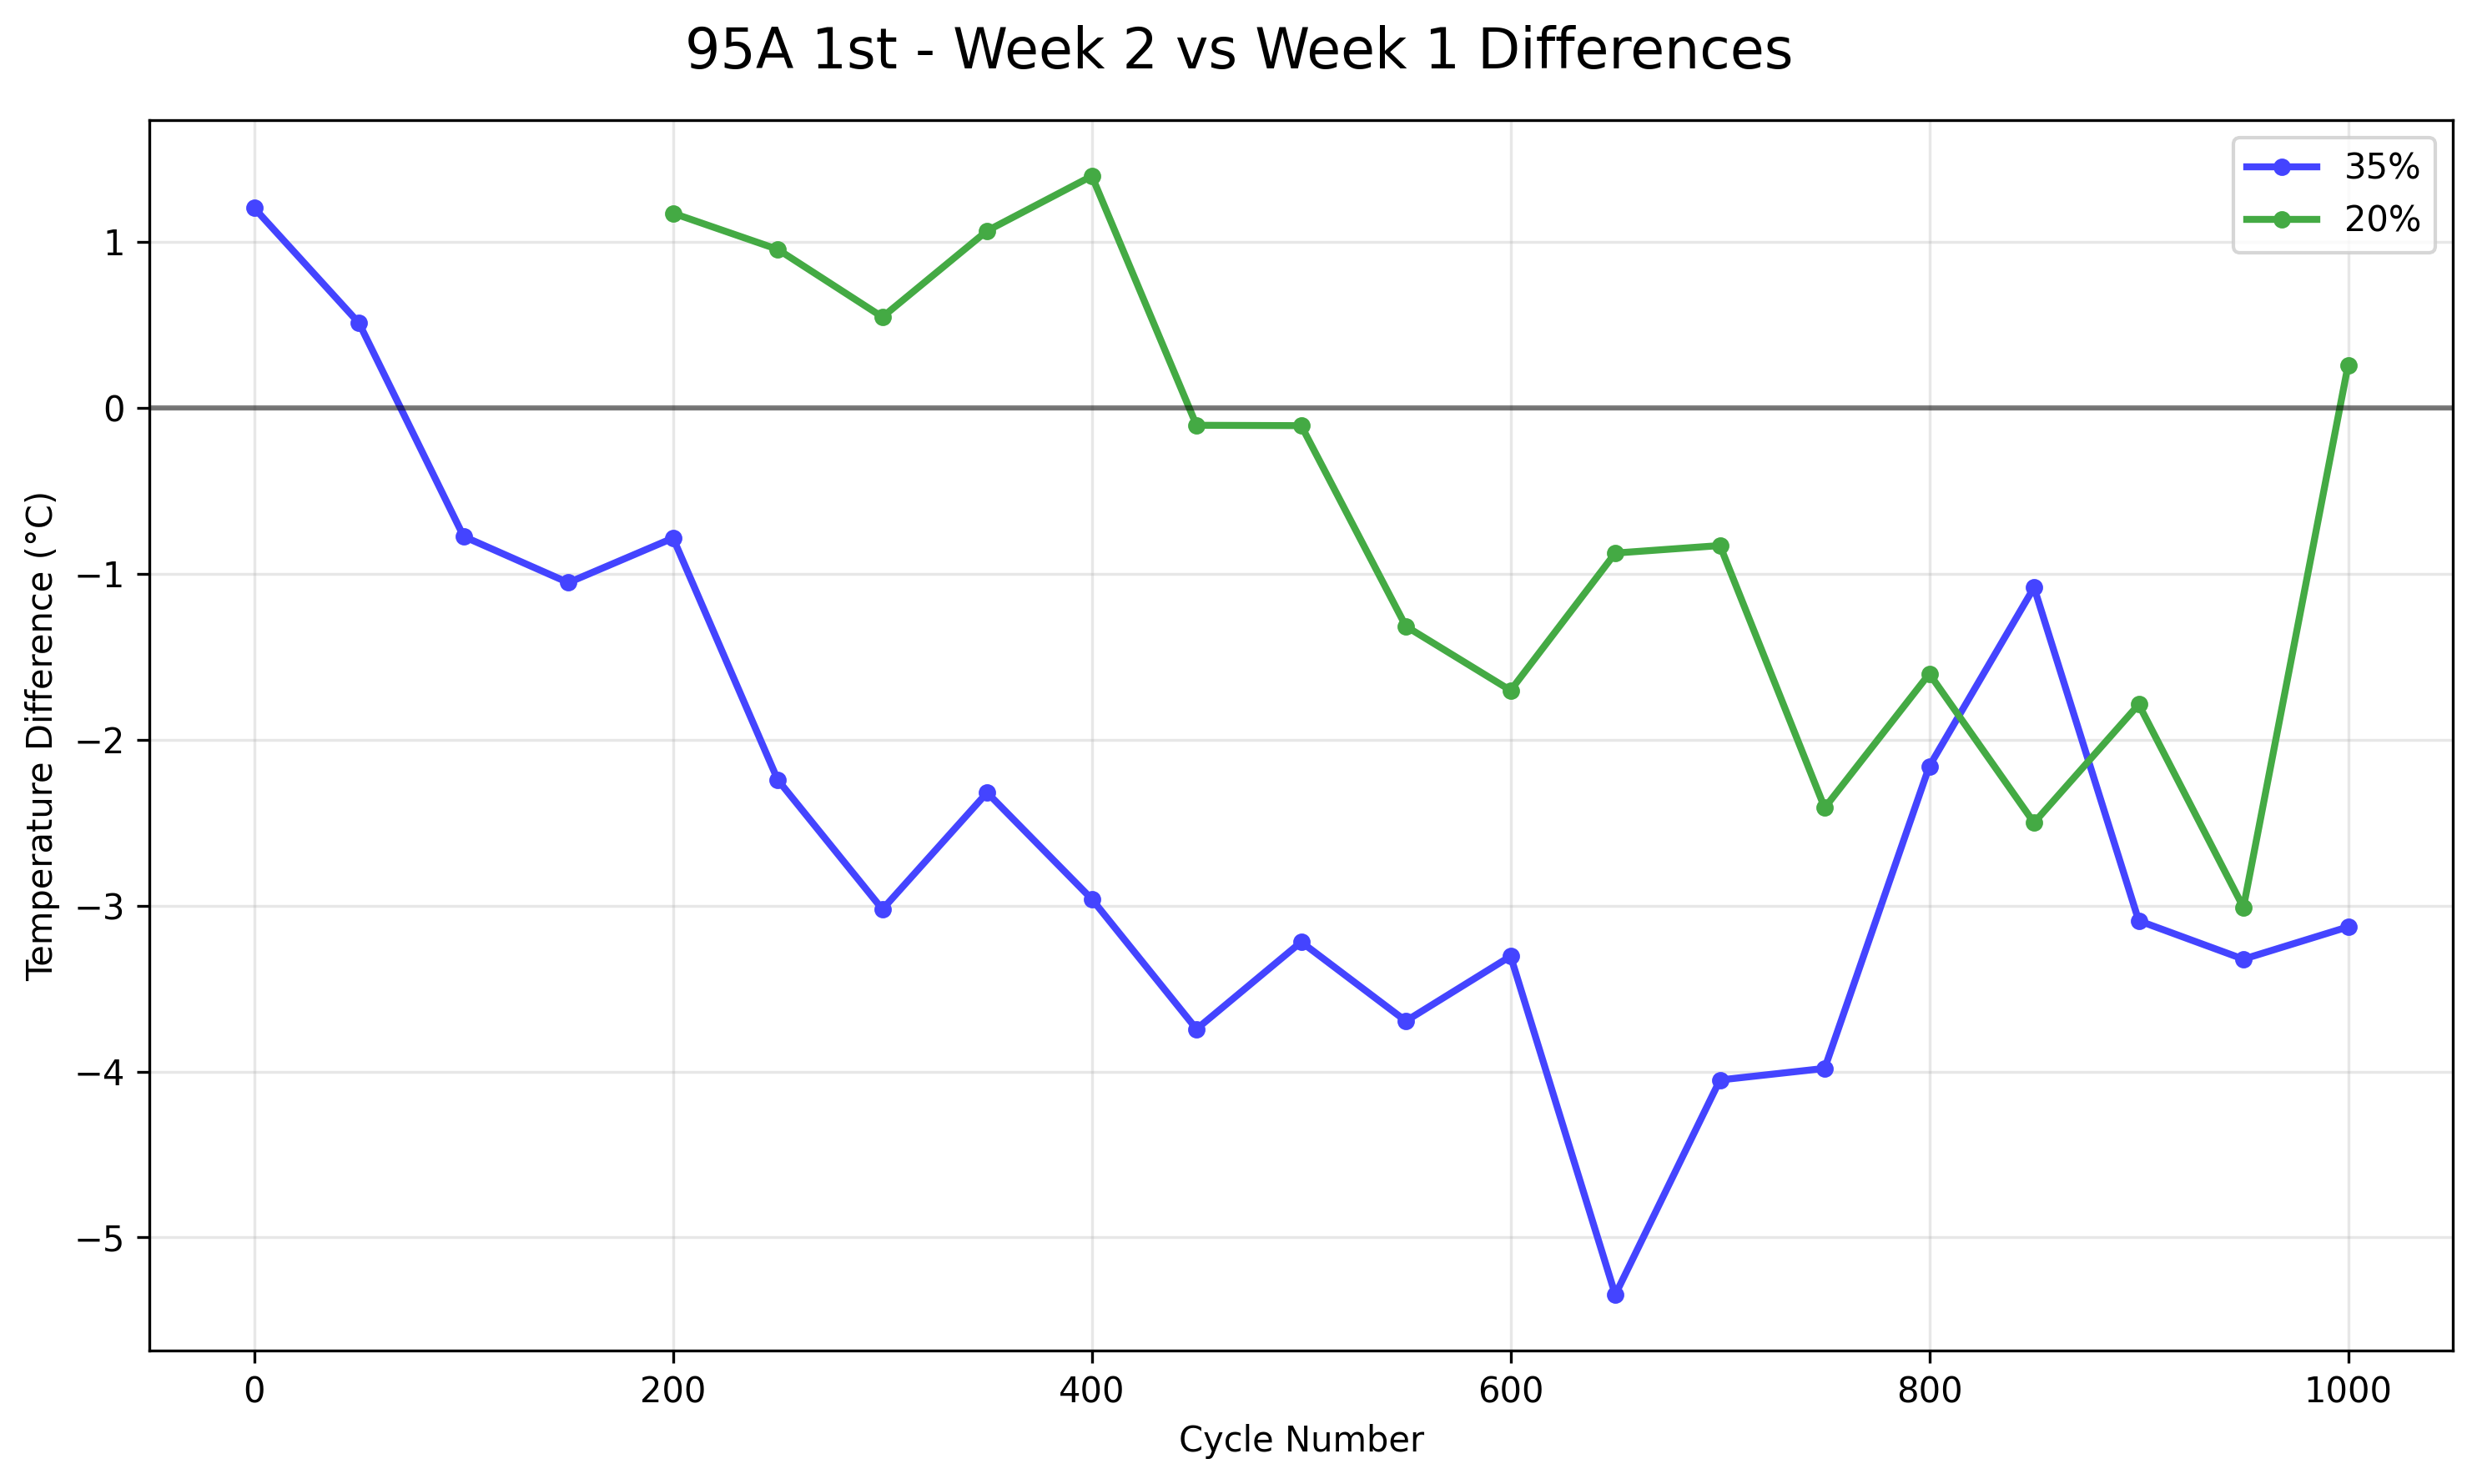 95A 1st - Week 2 vs Week 1 Differences
35%
20%
Temperature Difference (°C)
1
0
−1
−2
−3
−4
−5
0 200 400 600 800 1000
Cycle Number